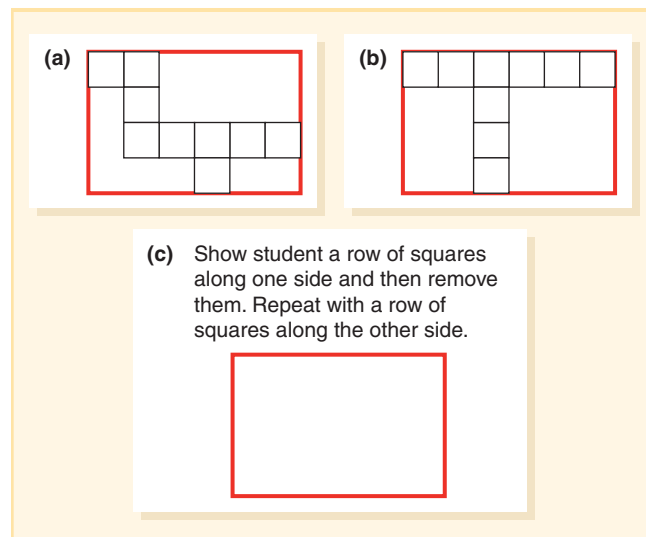 (a)
(b)
(c) Show student a row of squares
along one side and then remove
them. Repeat with a row of
squares along the other side.